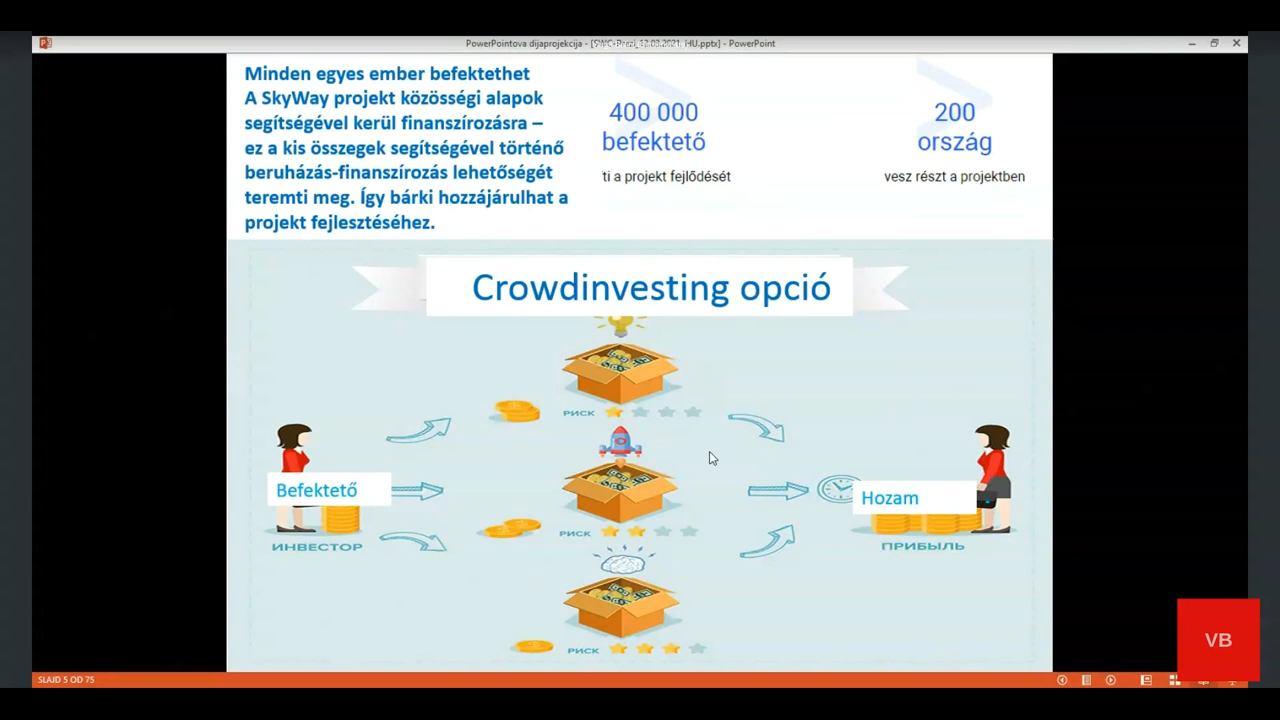 PowerPointova dijaprojekcija - [SWC-Prezi_12.03.2021. HU.pptx] - PowerPoint
Minden egyes ember befektethet
A SkyWay projekt közösségi alapok
segítségével kerül finanszírozásra –
ez a kis összegek segítségével történő
beruházás-finanszírozás lehetőségét
teremti meg. Így bárki hozzájárulhat a
projekt fejlesztéséhez.
400 000
befektető
ti a projekt fejlődését
200
ország
vesz részt a projektben
Crowdinvesting opció
РИСК
Befektető
ИНВЕСТОР
РИСК
Hozam
ПРИБЫЛЬ
РИСК
VB
SLAJD 5 OD 75